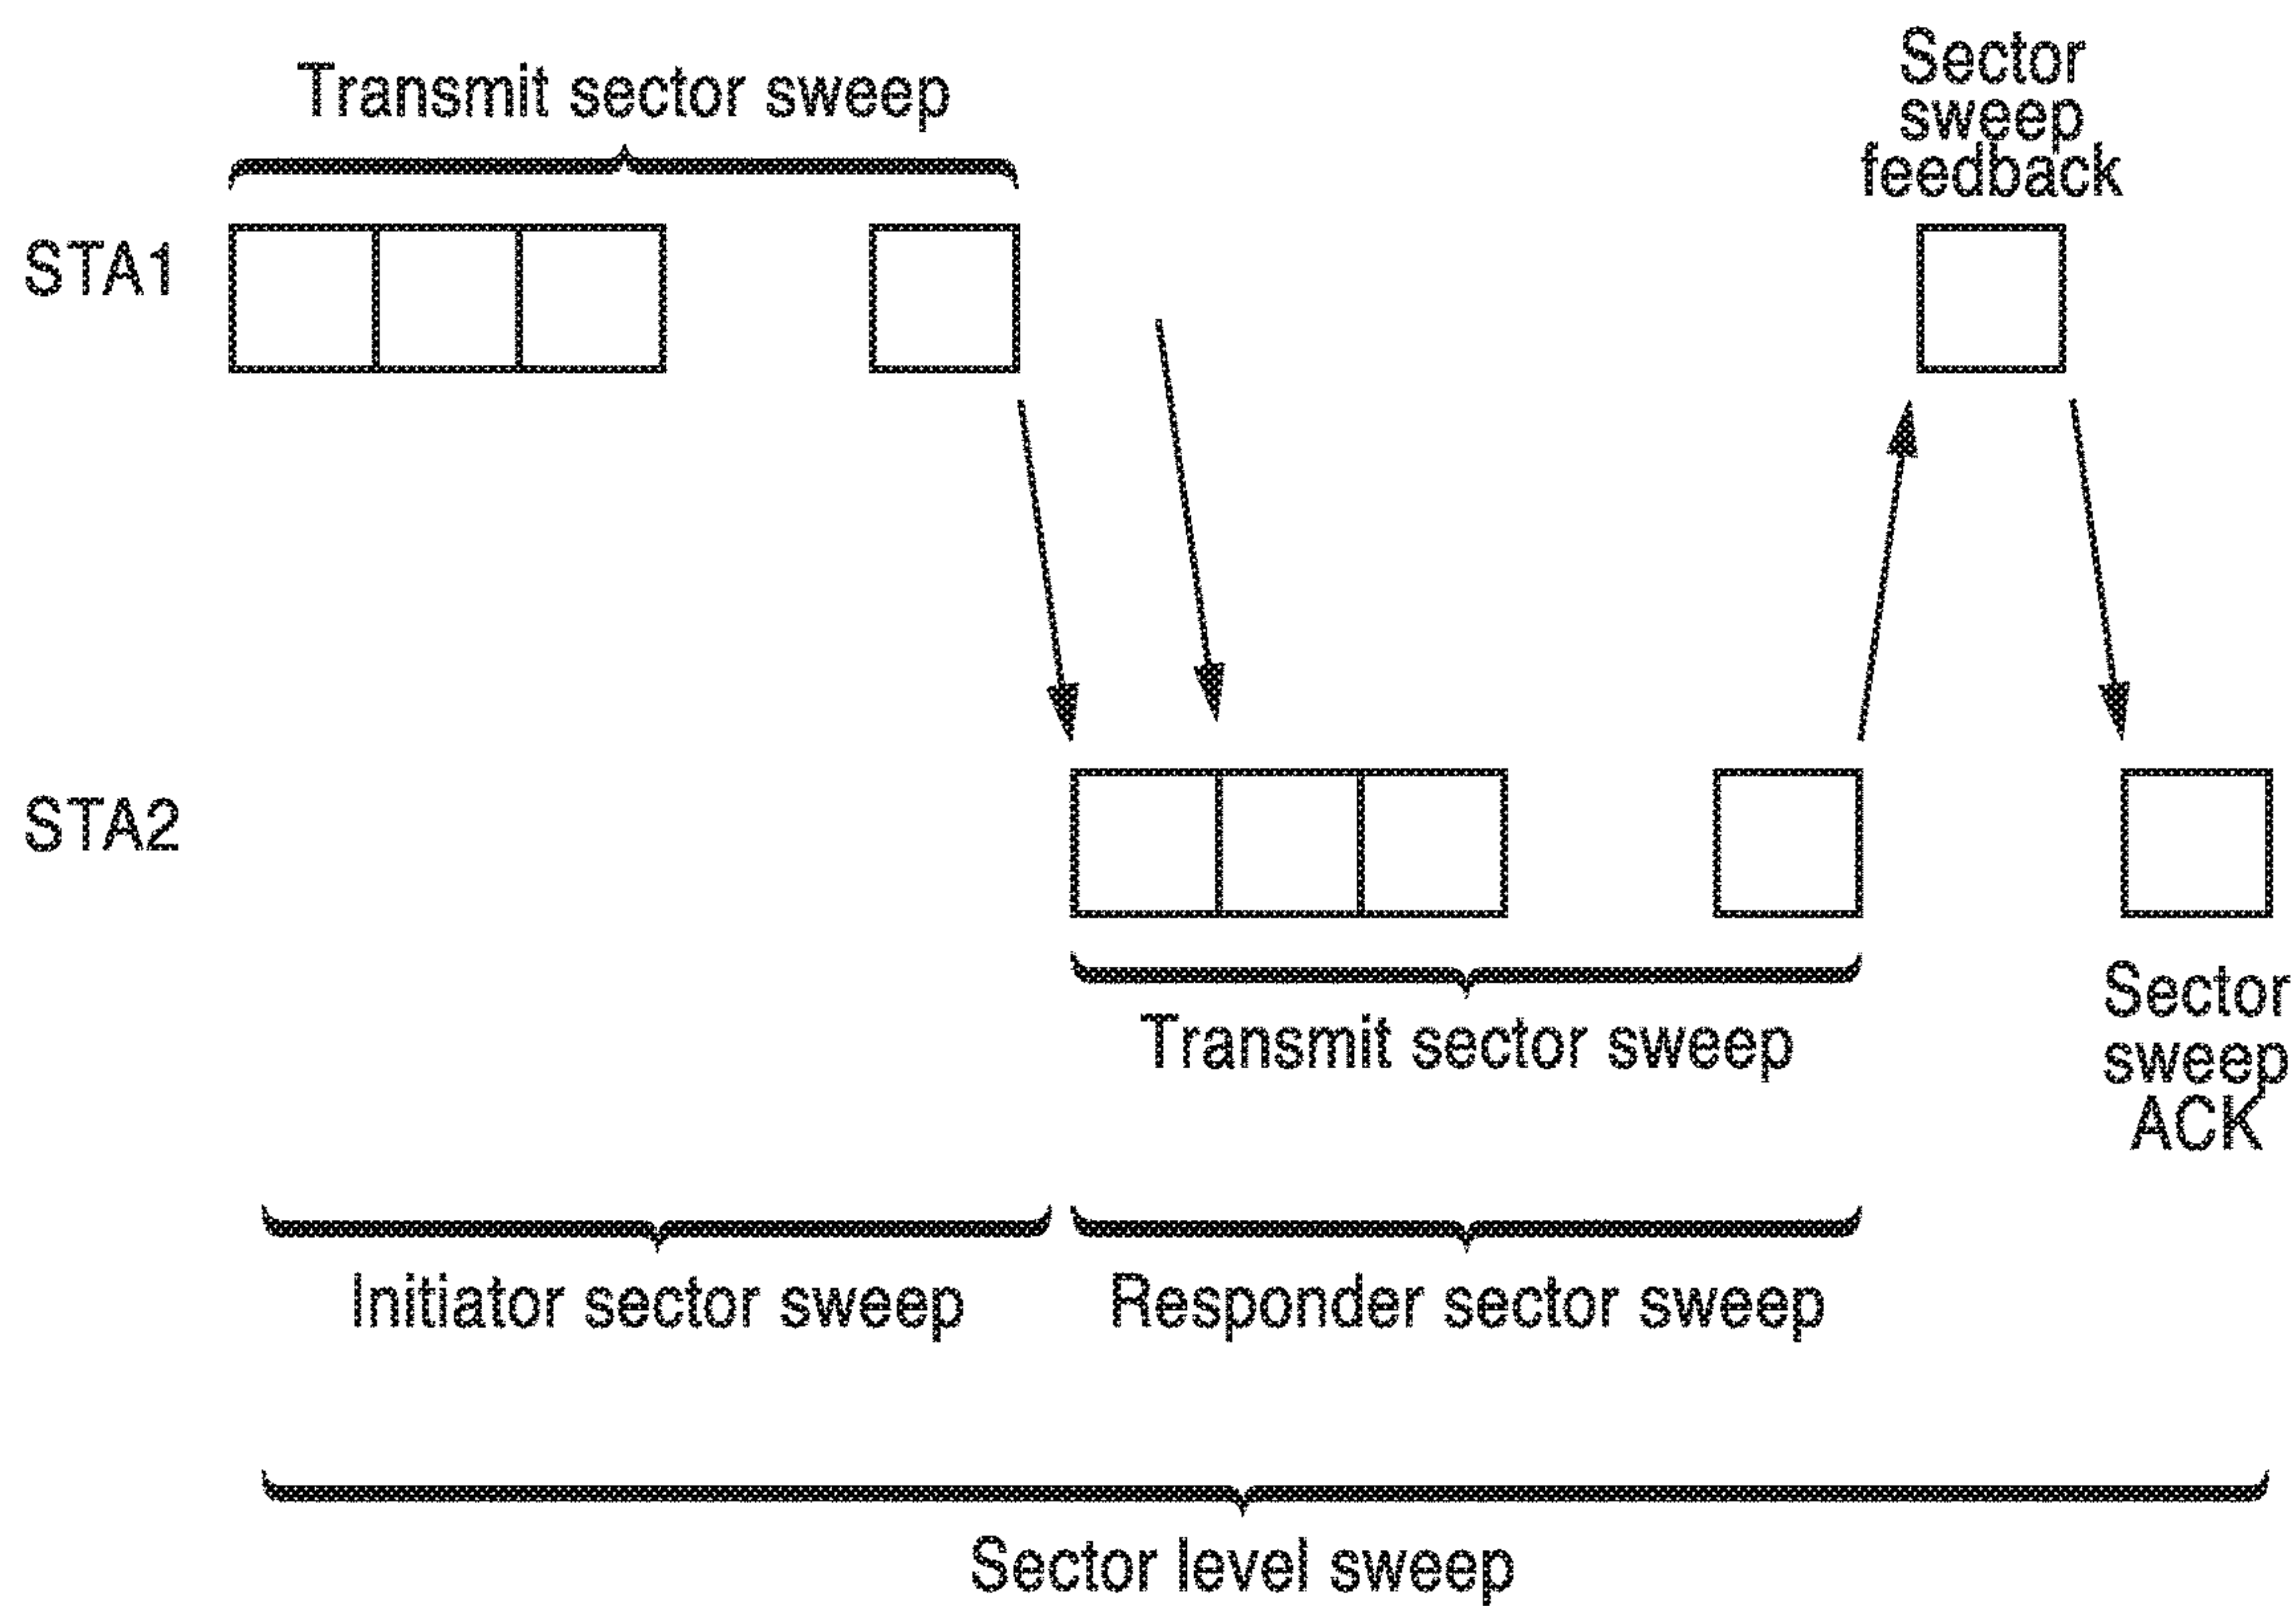 Transmit sector sweep
Sector
sweep
feedback
STA1
STA2
Transmit sector sweep
Sector
sweep
ACK
Initiator sector sweep
Responder sector sweep
Sector level sweep